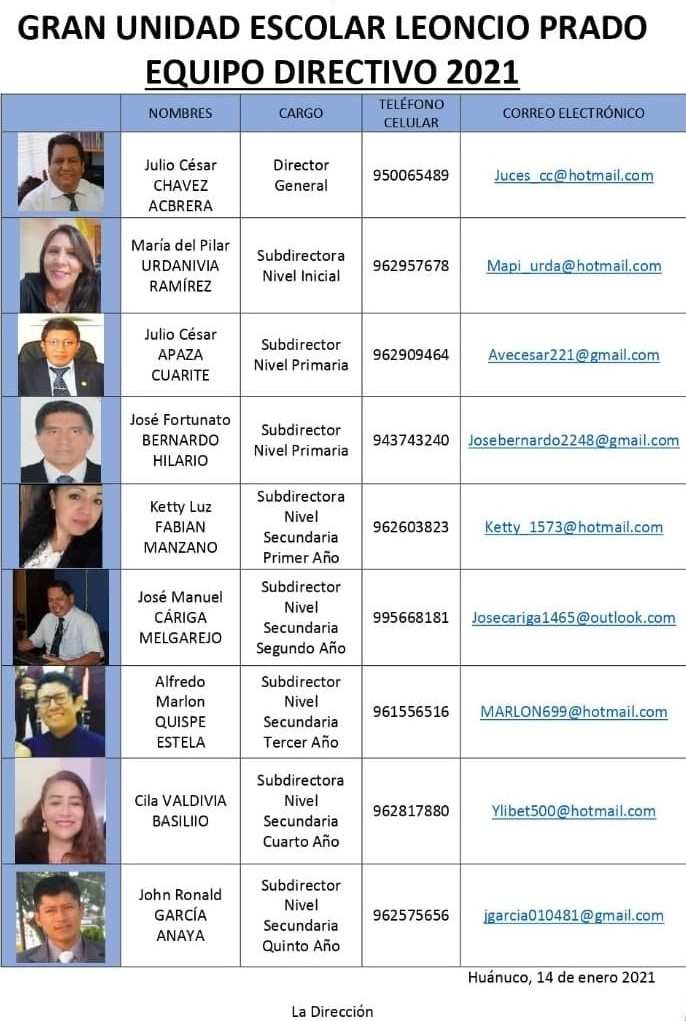 GRAN UNIDAD ESCOLAR LEONCIO PRADO
EQUIPO DIRECTIVO 2021
NOMBRES
CARGO
TELÉFONO
CELULAR
CORREO ELECTRÓNICO
Julio César
CHAVEZ
ACBRERA
Director
General
950065489
Juces_cc@hotmail.com
María del Pilar
URDANIVIA
RAMÍREZ
Subdirectora
Nivel Inicial
962957678
Mapi_urda@hotmail.com
Julio César
APAZA
CUARITE
Subdirector
Nivel Primaria
962909464
Avecesar221@gmail.com
José Fortunato
BERNARDO
HILARIO
Subdirector
Nivel Primaria
943743240
Josebernardo2248@gmail.com
Ketty Luz
FABIAN
MANZANO
Subdirectora
Nivel
Secundaria
Primer Año
962603823
Ketty_1573@hotmail.com
José Manuel
CÁRIGA
MELGAREJO
Subdirector
Nivel
Secundaria
Segundo Año
995668181
Josecariga1465@outlook.com
Alfredo
Marlon
QUISPE
ESTELA
Subdirector
Nivel
Secundaria
Tercer Año
961556516
MARLON699@hotmail.com
Cila VALDIVIA
BASILIIO
Subdirectora
Nivel
Secundaria
Cuarto Año
962817880
Ylibet500@hotmail.com
John Ronald
GARCÍA
ANAYA
Subdirector
Nivel
Secundaria
Quinto Año
962575656
jgarcia010481@gmail.com
Huánuco, 14 de enero 2021
La Dirección